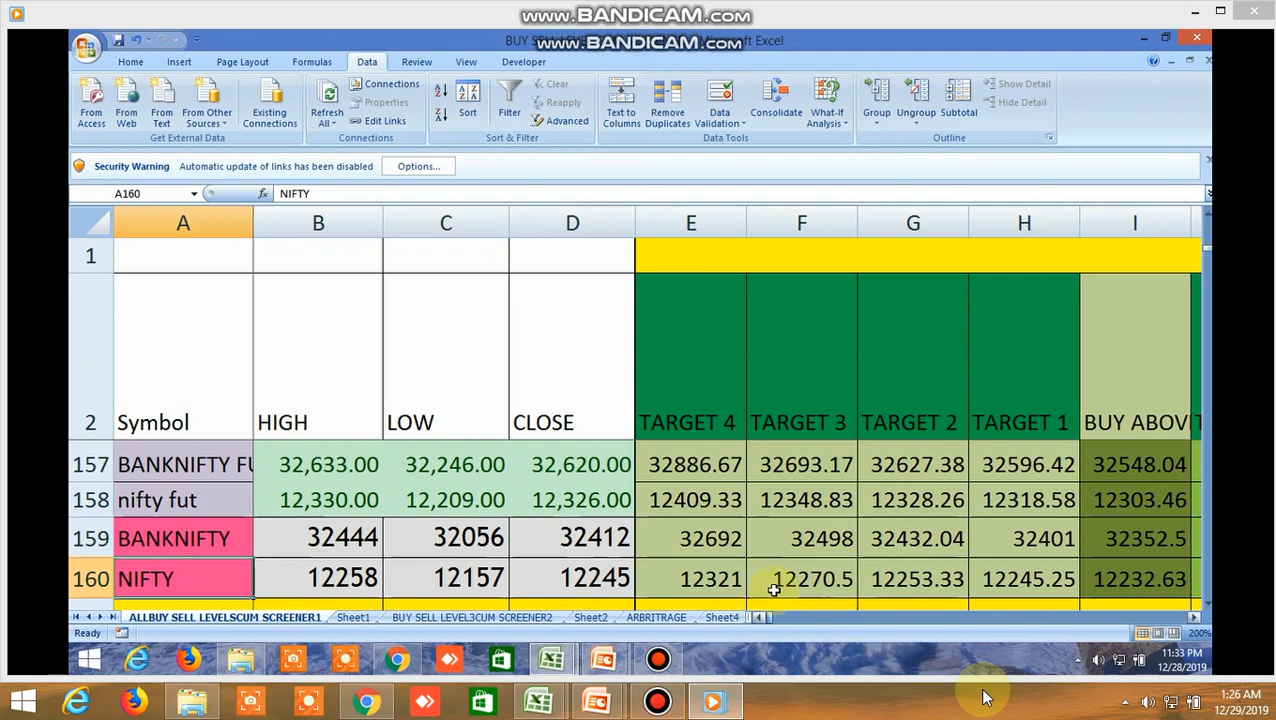 www.BANDICAM.com
BUY SELL LEVEL
Microsoft Excel
www.BANDICAM.com
Home Insert Page Layout Formulas Data Review View Developer
From Access
From Web
From Text
From Other Sources
Existing Connections
Get External Data
Refresh All
Connections
Properties
Edit Links
Connections
Sort
Filter
Clear
Reapply
Advanced
Sort & Filter
Text to Columns
Remove Duplicates
Data Validation
Consolidate
What-If Analysis
Data Tools
Group
Ungroup
Subtotal
Show Detail
Hide Detail
Outline
Security Warning Automatic update of links has been disabled Options...
A160 fx NIFTY
A B C D E F G H I
1
2 Symbol HIGH LOW CLOSE TARGET 4 TARGET 3 TARGET 2 TARGET 1 BUY ABOV
157 BANKNIFTY FU 32,633.00 32,246.00 32,620.00 32886.67 32693.17 32627.38 32596.42 32548.04
158 nifty fut 12,330.00 12,209.00 12,326.00 12409.33 12348.83 12328.26 12318.58 12303.46
159 BANKNIFTY 32444 32056 32412 32692 32498 32432.04 32401 32352.5
160 NIFTY 12258 12157 12245 12321 12270.5 12253.33 12245.25 12232.63
ALLBUY SELL LEVELSCUM SCREENER1 Sheet1 BUY SELL LEVEL3CUM SCREENER2 Sheet2 ARBRITRAGE Sheet4
Ready 200%
11:33 PM
12/28/2019
1:26 AM
12/29/2019